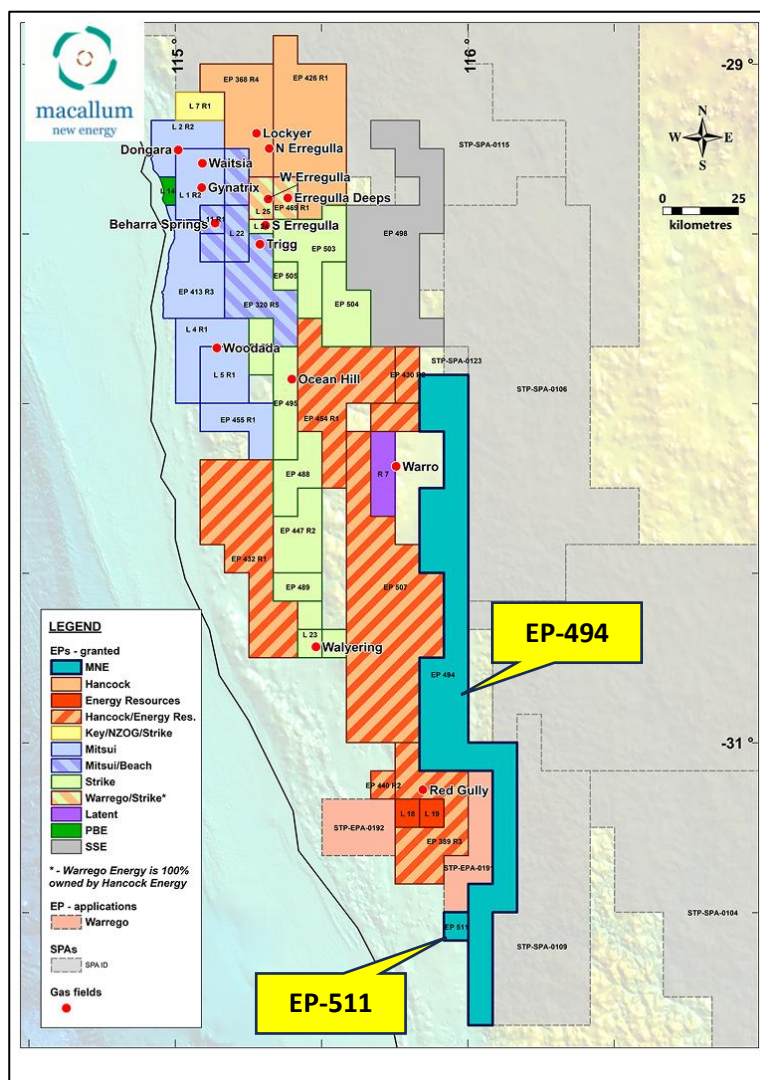 macallum
new energy
115 °
116 °
-29 °
EP 368 R4
EP 426 R1
L 7 R1
L 2 R2
Lockyer
STP-SPA-0115
Dongara
N Erregulla
Waitsia
W Erregulla
L 14
L 1 R2
Gynatrix
Erregulla Deeps
L 25
EP 469 R1
11 R1
Beharra Springs
L 22
S Erregulla
EP 503
EP 498
Trigg
N
W
E
S
0
25
kilometres
EP 505
EP 413 R3
EP 320 R5
EP 504
L 4 R1
Woodada
STP-SPA-0123
L 5 R1
Ocean Hill
STP-SPA-0106
EP 495
EP 455 R1
EP 454 R1
Warro
R 7
EP 488
EP 447 R2
EP 432 R1
EP 489
EP 507
L 23
Walyering
EP-494
EP 494
-31 °
EP 440 R2
Red Gully
L 18
L 19
STP-EPA-0192
EP 389 R3
STP-EPA-0191
STP-SPA-0104
EP 511
STP-SPA-0109
EP-511
LEGEND
EPs - granted
MNE
Hancock
Energy Resources
Hancock/Energy Res.
Key/NZOG/Strike
Mitsui
Mitsui/Beach
Strike
Warrego/Strike*
Latent
PBE
SSE
* - Warrego Energy is 100%
owned by Hancock Energy
EP - applications
Warrego
SPAs
SPA ID
Gas fields